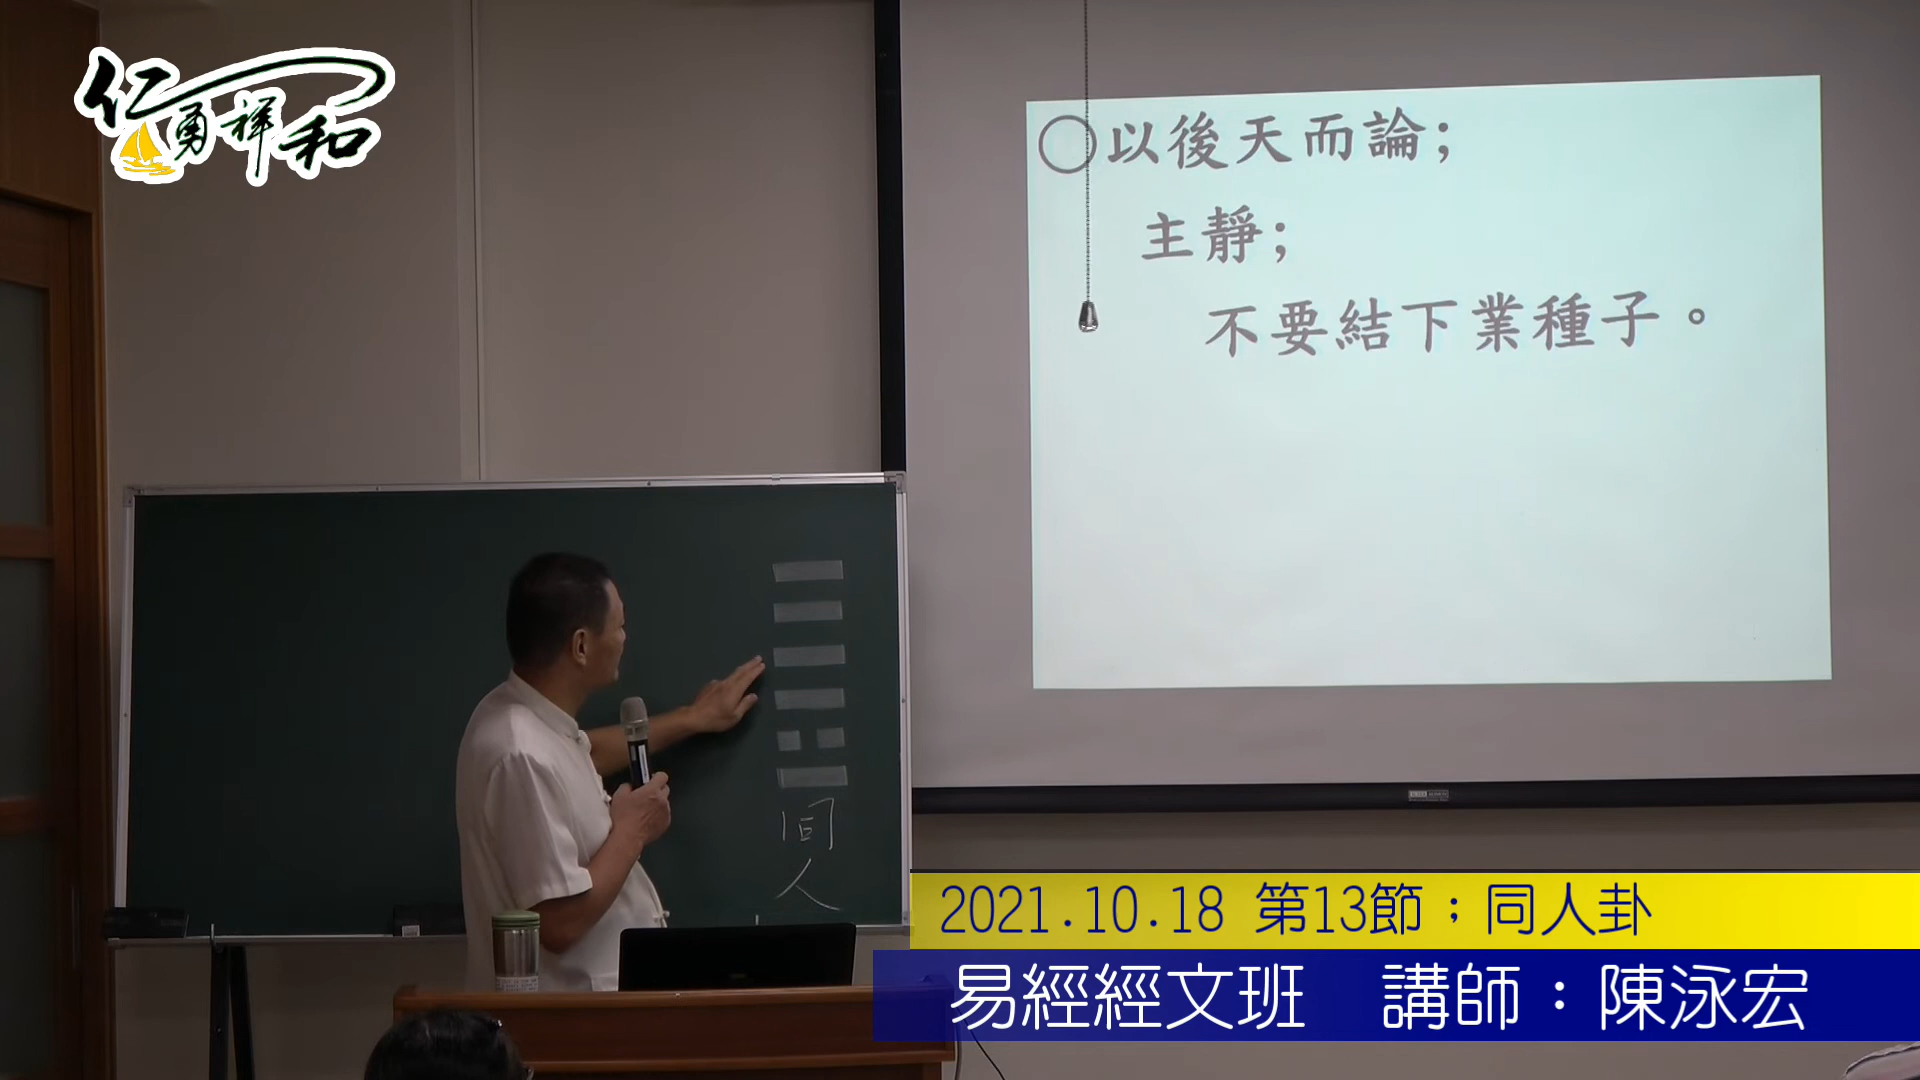 仁勇祥和
○以後天而論;
主靜;
不要結下業種子。
同
人
2021.10.18 第13節；同人卦
易經經文班 講師：陳泳宏